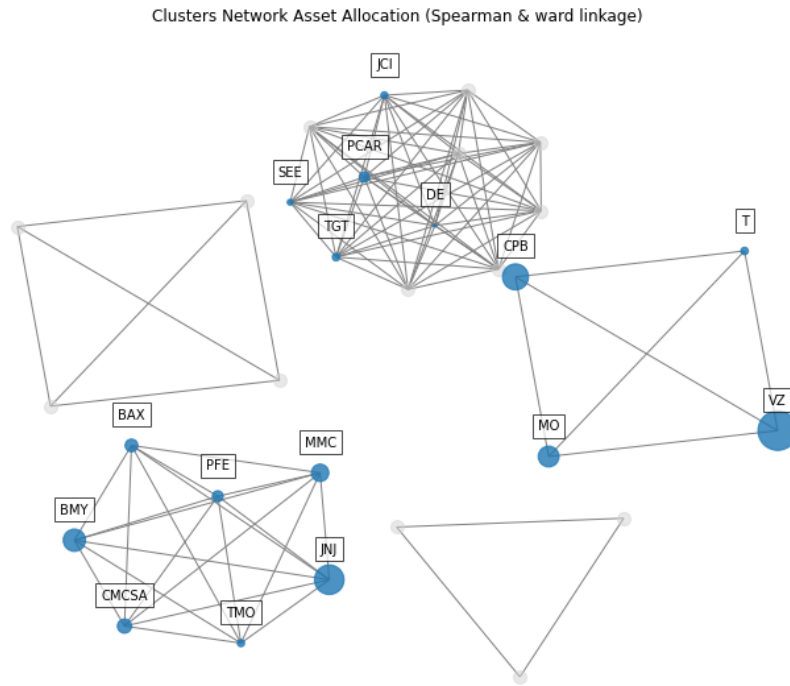 Clusters Network Asset Allocation (Spearman & ward linkage)
JCI
PCAR
SEE
DE
TGT
T
CPB
VZ
BAX
MO
MMC
PFE
BMY
JNJ
CMCSA
TMO